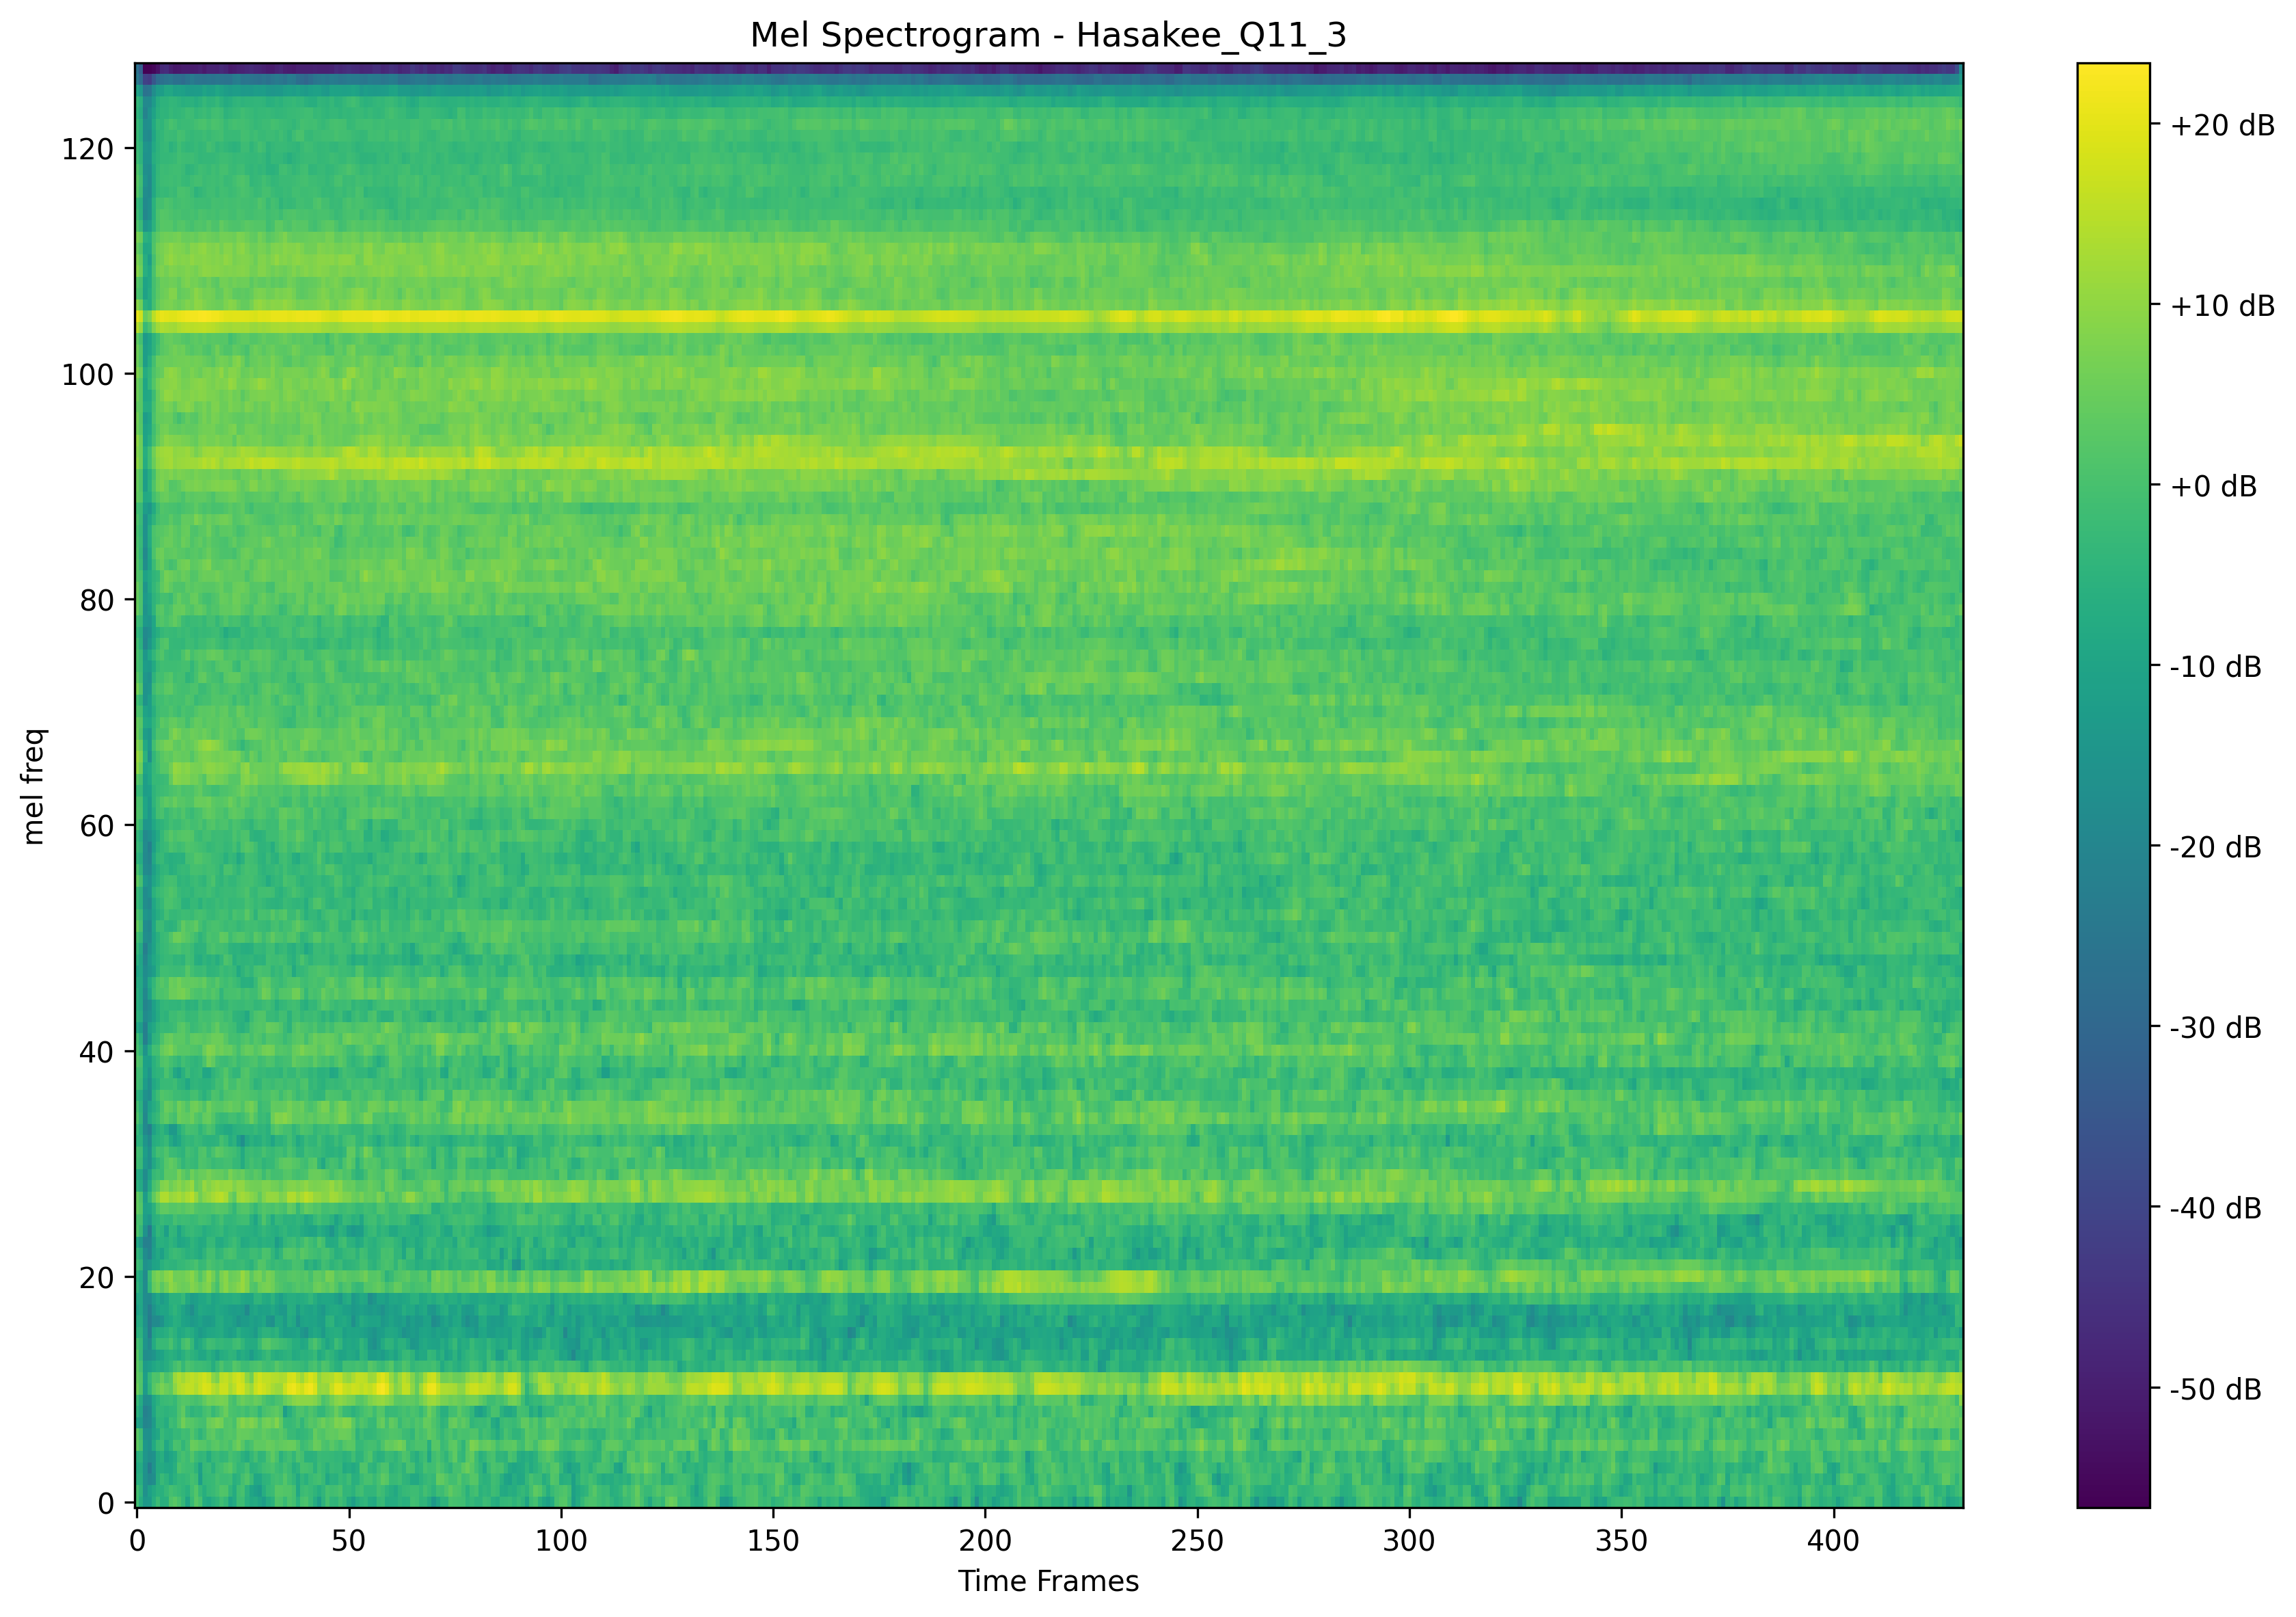 Mel Spectrogram - Hasakee_Q11_3
120
100
80
60
40
20
0
mel freq
0 50 100 150 200 250 300 350 400
Time Frames
+20 dB
+10 dB
+0 dB
-10 dB
-20 dB
-30 dB
-40 dB
-50 dB